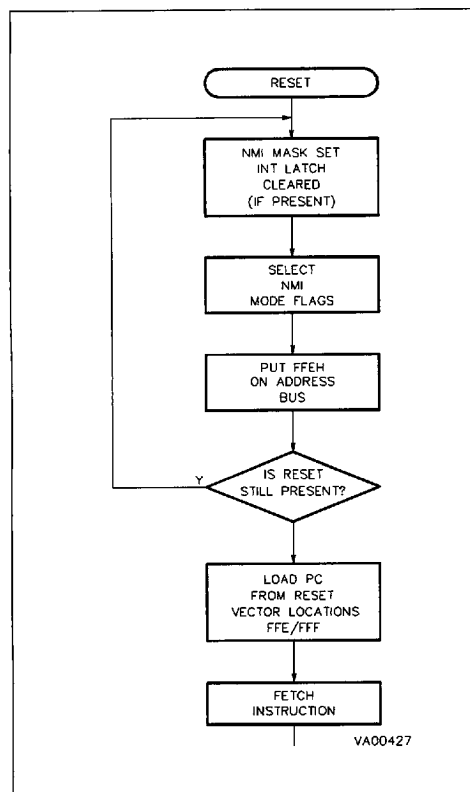 RESET
NMI MASK SET
INT LATCH
CLEARED
(IF PRESENT)
SELECT
NMI
MODE FLAGS
PUT FFEH
ON ADDRESS
BUS
IS RESET
STILL PRESENT?
Y
LOAD PC
FROM RESET
VECTOR LOCATIONS
FFE/FFF
FETCH
INSTRUCTION
VA00427